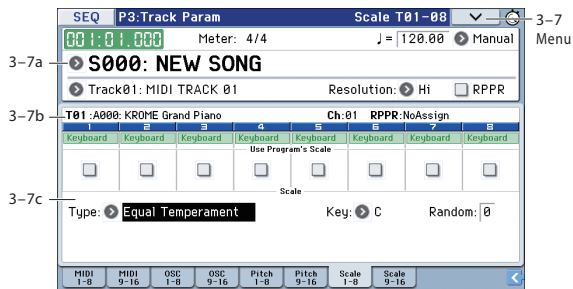 SEQ P3:Track Param Scale T01-08
001:01.000 Meter: 4/4 ♩= 120.00 Manual
3–7 Menu
3–7a
S000: NEW SONG
Track01: MIDI TRACK 01 Resolution: Hi RPPR
3–7b
T01 :A000: KROME Grand Piano Ch:01 RPPR:NoAssign
1 2 3 4 5 6 7 8
Keyboard Keyboard Keyboard Keyboard Keyboard Keyboard Keyboard Keyboard
Use Program's Scale
Scale
3–7c
Type: Equal Temperament Key: C Random: 0
MIDI 1-8 MIDI 9-16 OSC 1-8 OSC 9-16 Pitch 1-8 Pitch 9-16 Scale 1-8 Scale 9-16